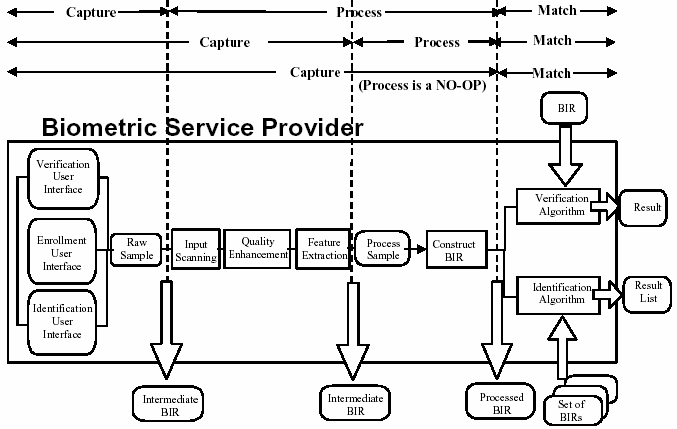 Capture Process Match
Capture Process Match
Capture Match
(Process is a NO-OP)
BIR
Biometric Service Provider
Verification
User
Interface
Enrollment
User
Interface
Identification
User
Interface
Raw
Sample
Input
Scanning
Quality
Enhancement
Feature
Extraction
Process
Sample
Construct
BIR
Verification
Algorithm
Result
Identification
Algorithm
Result
List
Intermediate
BIR
Intermediate
BIR
Processed
BIR
Set of
BIRs